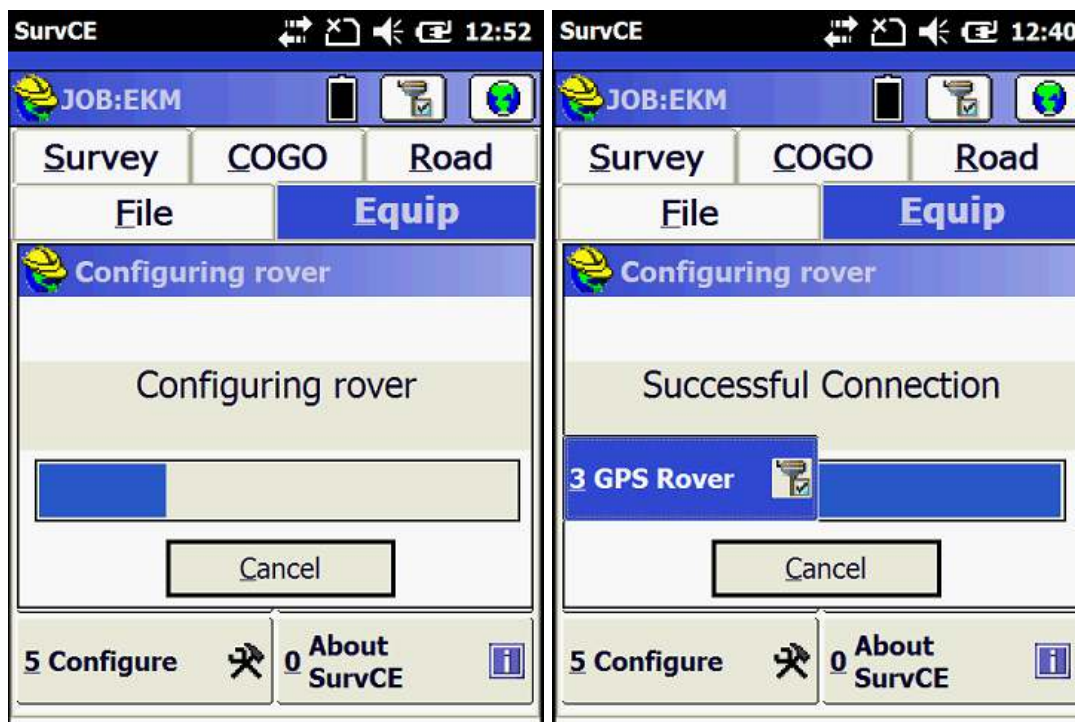 SurvCE 12:52
JOB:EKM
Survey COGO Road
File Equip
Configuring rover
Configuring rover
Cancel
5 Configure 0 About
SurvCE
SurvCE 12:40
JOB:EKM
Survey COGO Road
File Equip
Configuring rover
Successful Connection
3 GPS Rover
Cancel
5 Configure 0 About
SurvCE